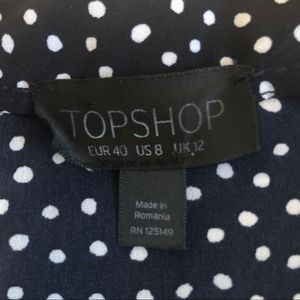 TOPSHOP
EUR 40 US 8 UK 12
Made in
Romania
RN 125149